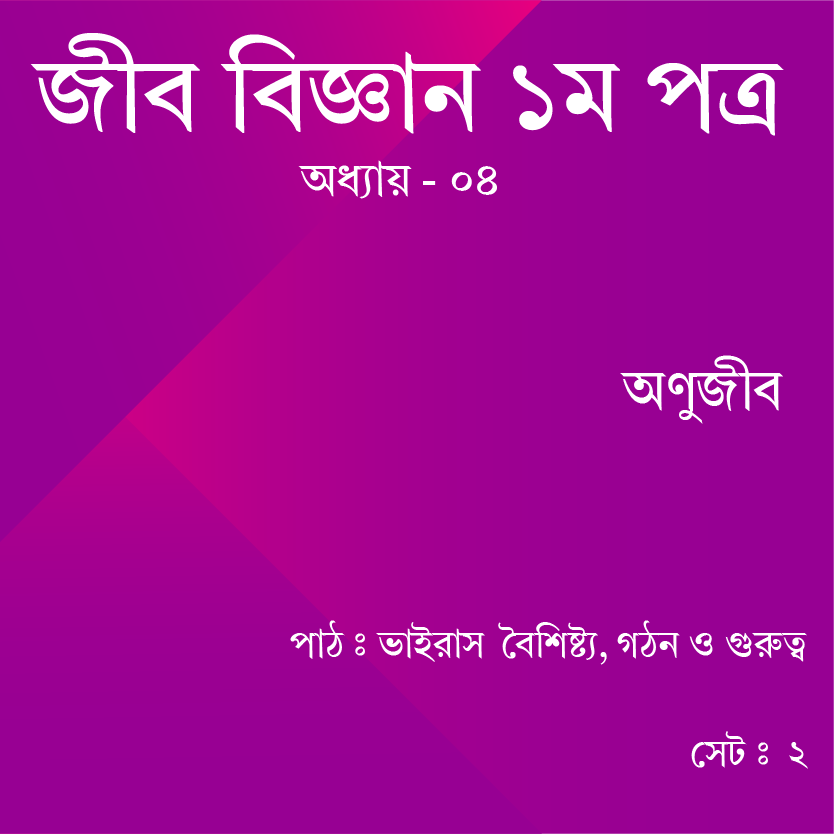 জীব বিজ্ঞান ১ম পত্র
অধ্যায় - ০৪
অণুজীব
পাঠ ঃ ভাইরাস বৈশিষ্ট্য, গঠন ও গুরুত্ব
সেট ঃ ২